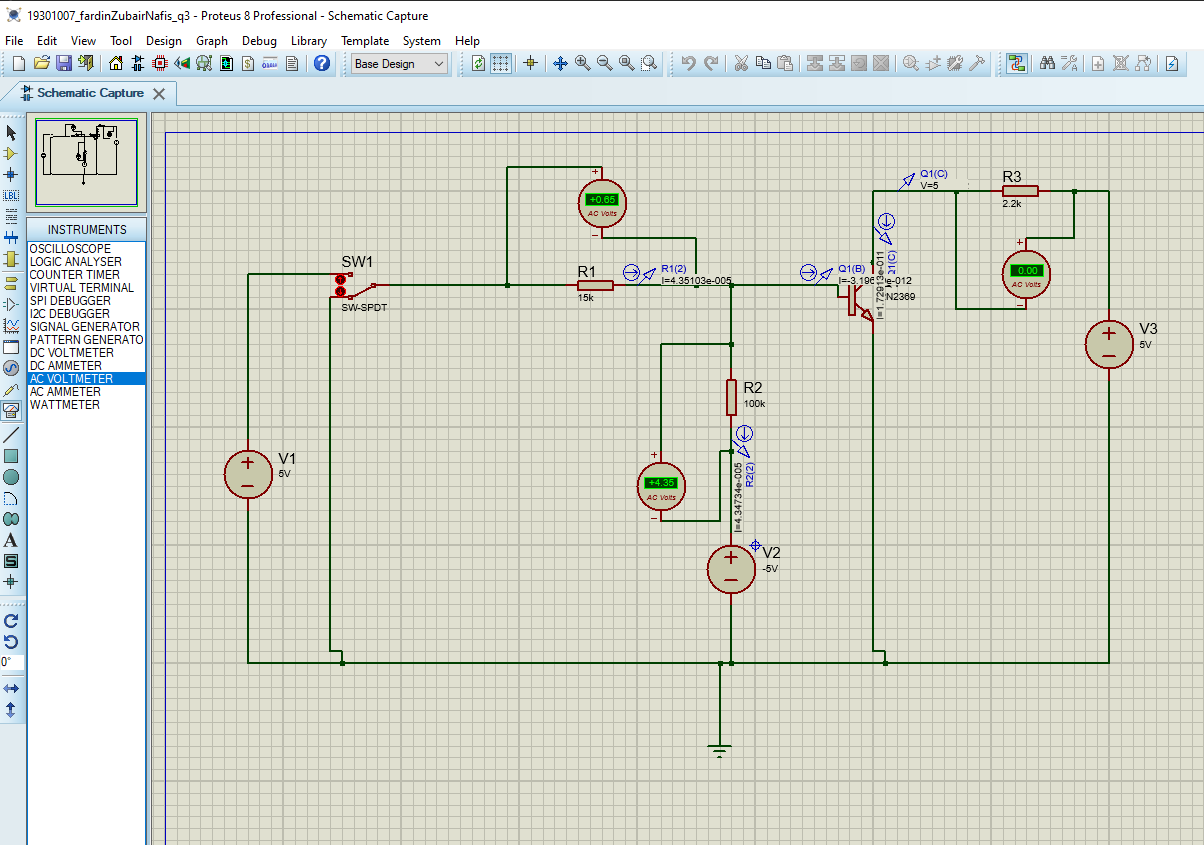 19301007_fardinZubairNafis_q3 - Proteus 8 Professional - Schematic Capture
File Edit View Tool Design Graph Debug Library Template System Help
Base Design
Schematic Capture
LBL
A
S
0°
INSTRUMENTS
OSCILLOSCOPE
LOGIC ANALYSER
COUNTER TIMER
VIRTUAL TERMINAL
SPI DEBUGGER
I2C DEBUGGER
SIGNAL GENERATOR
PATTERN GENERATO
DC VOLTMETER
DC AMMETER
AC VOLTMETER
AC AMMETER
WATTMETER
+0.65
AC Volts
SW1
SW-SPDT
R1
15k
R1(2)
I=4.35103e-005
Q1(B)
Q1(C)
V=5
Q1(C)
I=1.72913e-011
R3
2.2k
0.00
AC Volts
V3
5V
R2
100k
R2(2)
I=4.34734e-005
+4.35
AC Volts
V1
5V
V2
-5V